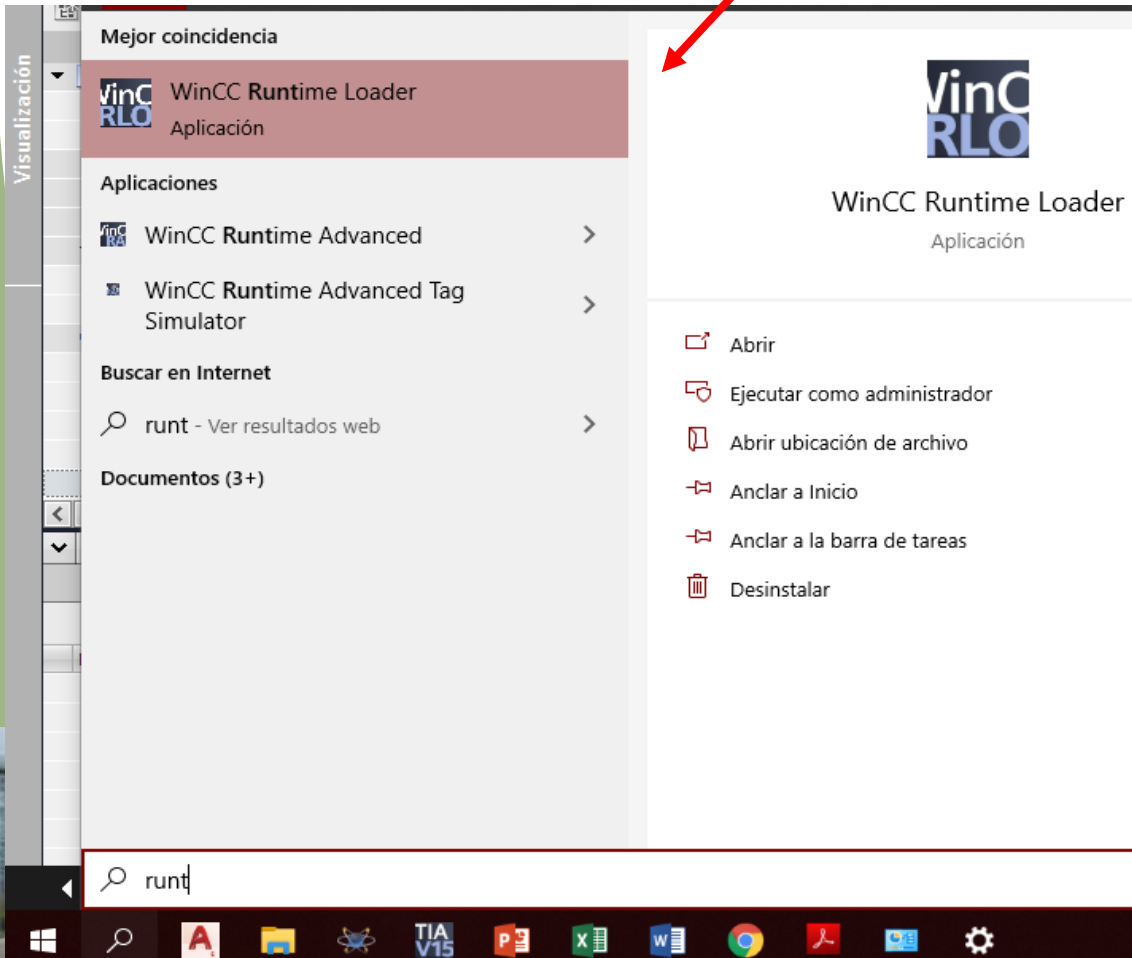 Visualización
Mejor coincidencia
WinCC Runtime Loader
Aplicación
Aplicaciones
WinCC Runtime Advanced
WinCC Runtime Advanced Tag
Simulator
Buscar en Internet
runt - Ver resultados web
Documentos (3+)
VinC
RLO
WinCC Runtime Loader
Aplicación
Abrir
Ejecutar como administrador
Abrir ubicación de archivo
Anclar a Inicio
Anclar a la barra de tareas
Desinstalar
runt
TIA
V15